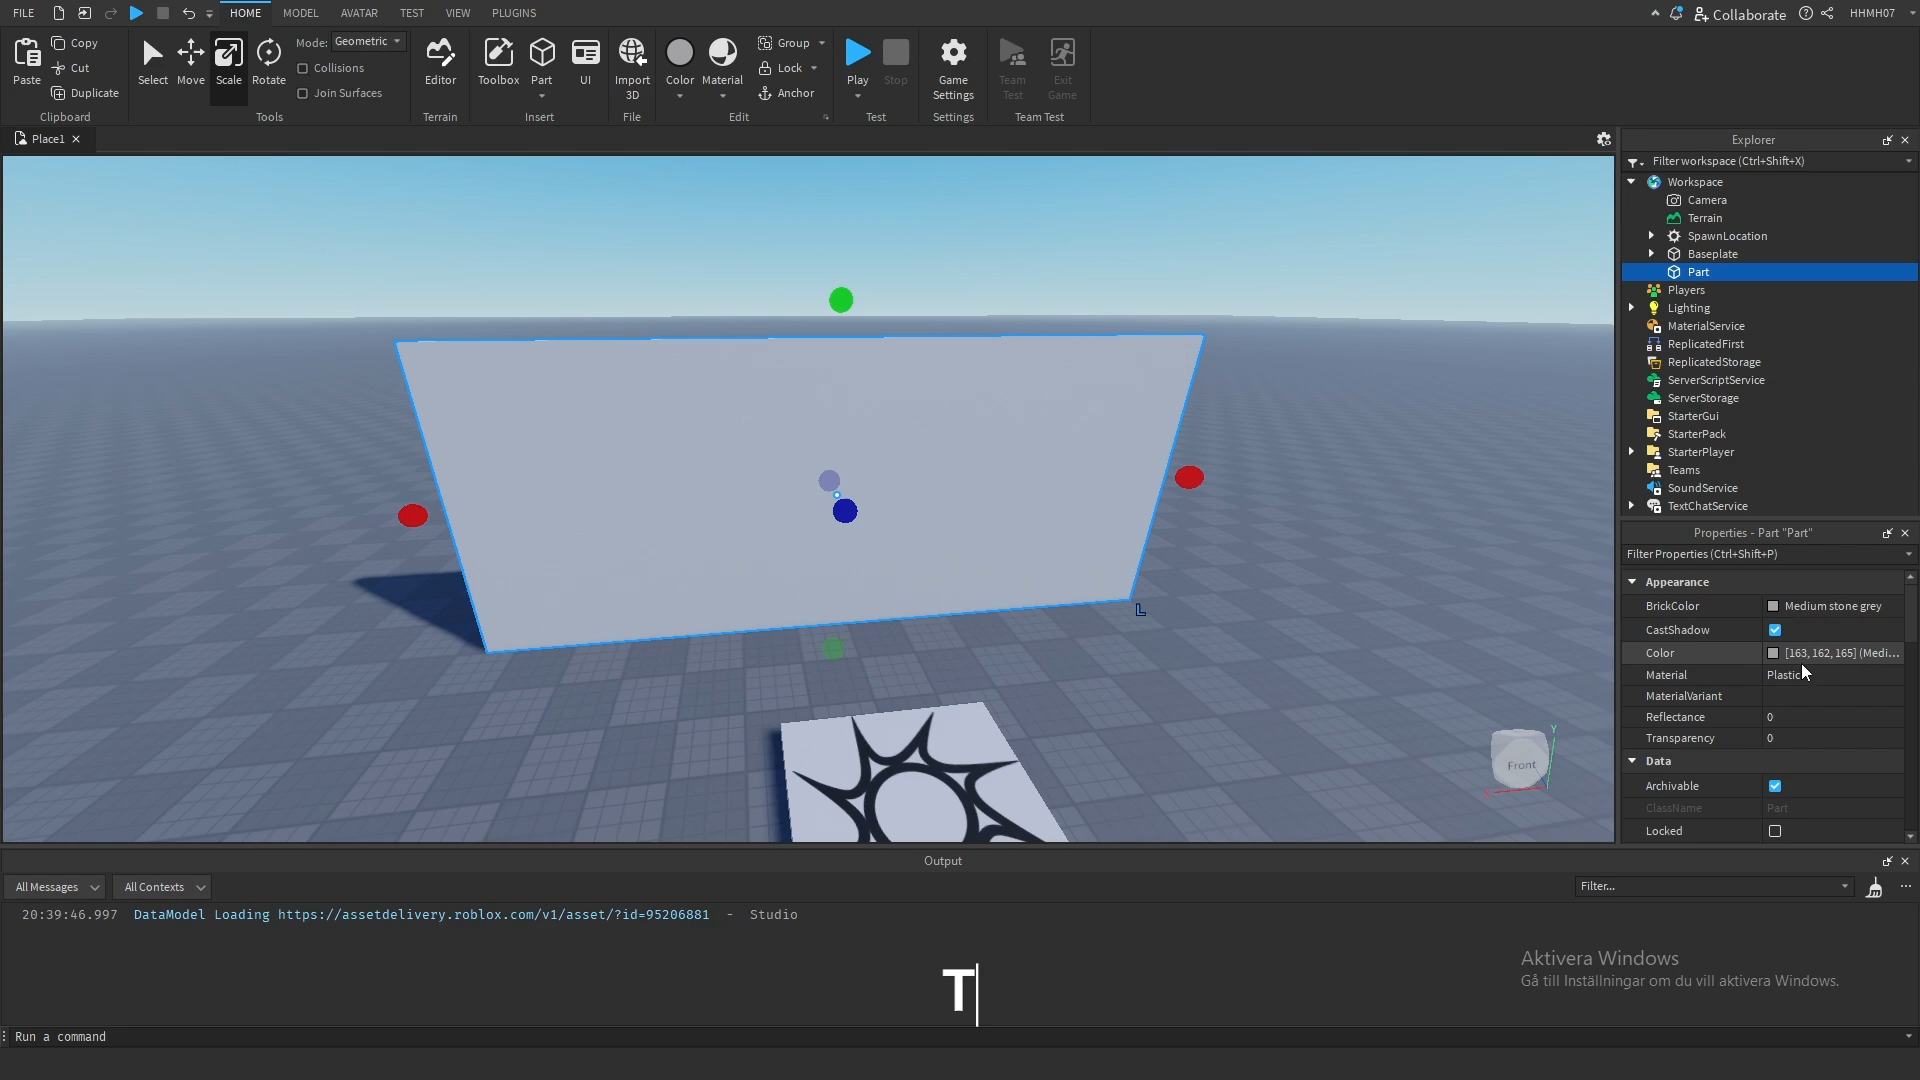 FILE HOME MODEL AVATAR TEST VIEW PLUGINS Collaborate HHMH07
Paste Copy Cut Duplicate Clipboard
Select Move Scale Rotate Mode: Geometric Collisions Join Surfaces Tools
Editor Terrain
Toolbox Part UI Insert
Import 3D File
Color Material Group Lock Anchor Edit
Play Stop Test
Game Settings Settings
Team Test Exit Game Team Test
Place1
Explorer
Filter workspace (Ctrl+Shift+X)
Workspace
Camera
Terrain
SpawnLocation
Baseplate
Part
Players
Lighting
MaterialService
ReplicatedFirst
ReplicatedStorage
ServerScriptService
ServerStorage
StarterGui
StarterPack
StarterPlayer
Teams
SoundService
TextChatService
L
Front
X
Y
Properties - Part "Part"
Filter Properties (Ctrl+Shift+P)
Appearance
BrickColor Medium stone grey
CastShadow
Color [163, 162, 165] (Medi...
Material Plastic
MaterialVariant
Reflectance 0
Transparency 0
Data
Archivable
ClassName Part
Locked
Output
All Messages All Contexts Filter...
20:39:46.997 DataModel Loading https://assetdelivery.roblox.com/v1/asset/?id=95206881 - Studio
T
Aktivera Windows
Gå till Inställningar om du vill aktivera Windows.
Run a command